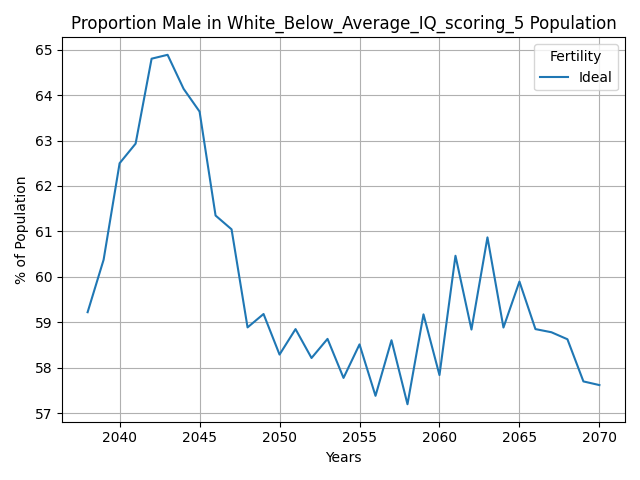 Proportion Male in White_Below_Average_IQ_scoring_5 Population
Fertility
Ideal
% of Population
65
64
63
62
61
60
59
58
57
2040 2045 2050 2055 2060 2065 2070
Years